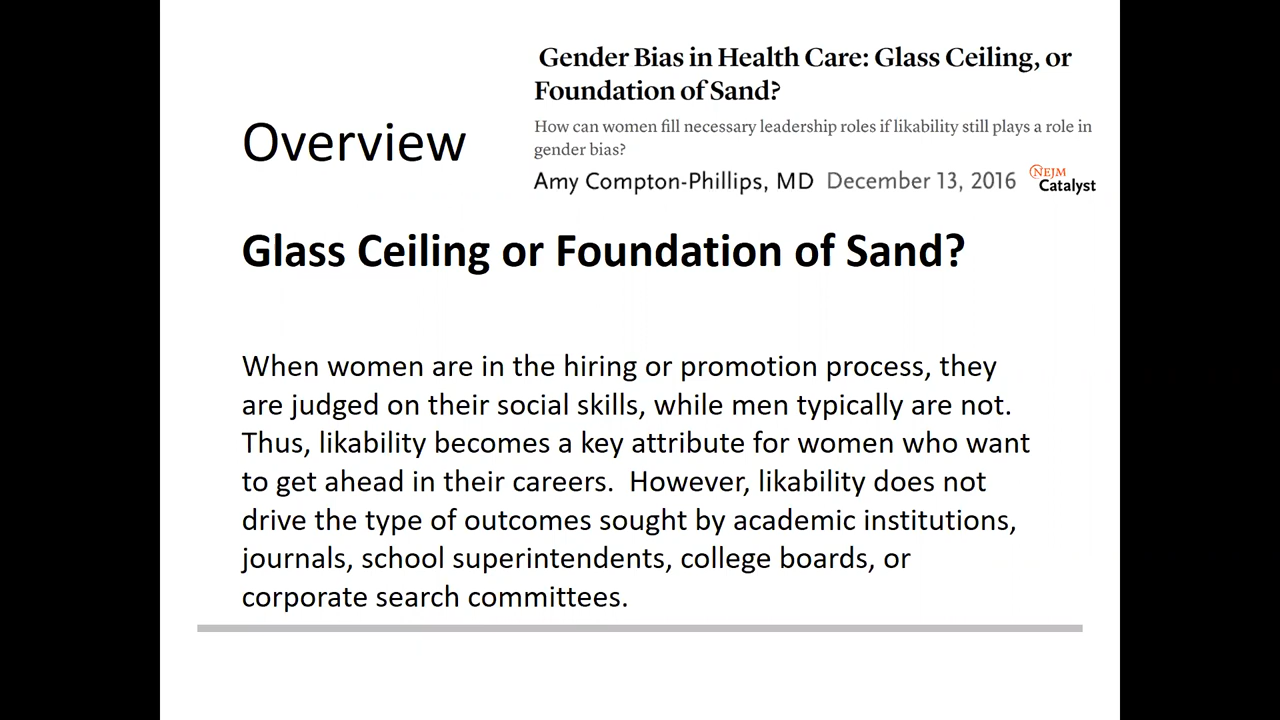 Gender Bias in Health Care: Glass Ceiling, or
Foundation of Sand?
How can women fill necessary leadership roles if likability still plays a role in
gender bias?
Amy Compton-Phillips, MD December 13, 2016 NEJM
Catalyst
Overview
Glass Ceiling or Foundation of Sand?
When women are in the hiring or promotion process, they
are judged on their social skills, while men typically are not.
Thus, likability becomes a key attribute for women who want
to get ahead in their careers.  However, likability does not
drive the type of outcomes sought by academic institutions,
journals, school superintendents, college boards, or
corporate search committees.